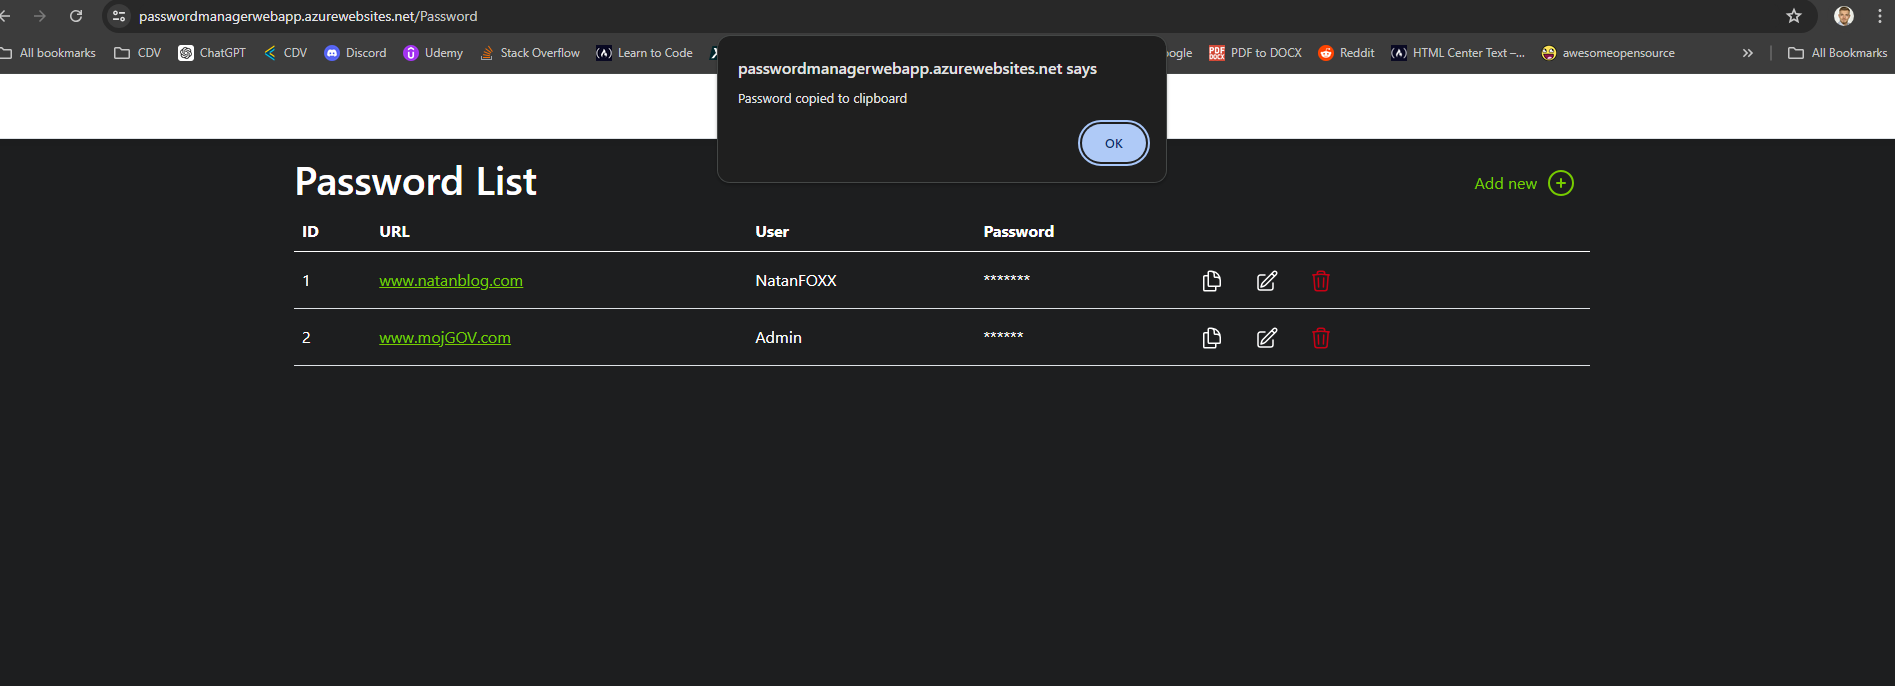 passwordmanagerwebapp.azurewebsites.net/Password
All bookmarks CDV ChatGPT CDV Discord Udemy Stack Overflow Learn to Code PDF to DOCX Reddit HTML Center Text –... awesomeopensource » All Bookmarks
passwordmanagerwebapp.azurewebsites.net says
Password copied to clipboard
OK
Password List
Add new
ID URL User Password
1 www.natanblog.com NatanFOXX *******
2 www.mojGOV.com Admin ******